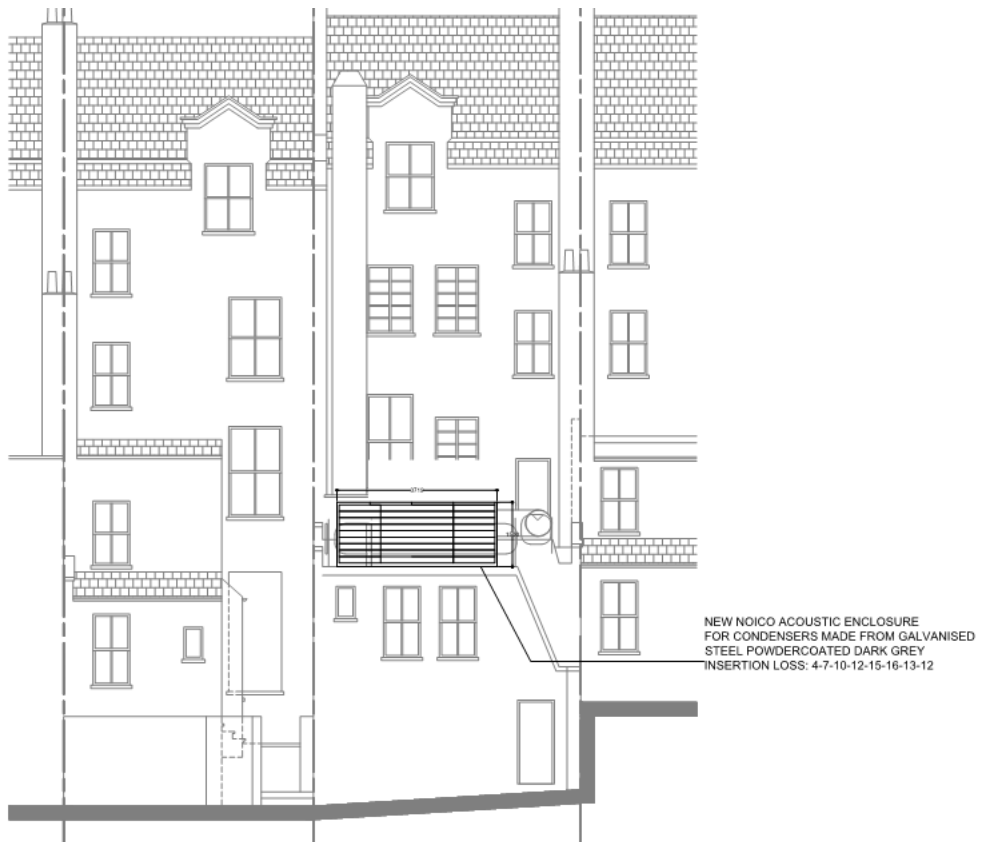 NEW NOICO ACOUSTIC ENCLOSURE
FOR CONDENSERS MADE FROM GALVANISED
STEEL POWDERCOATED DARK GREY
INSERTION LOSS: 4-7-10-12-15-16-13-12